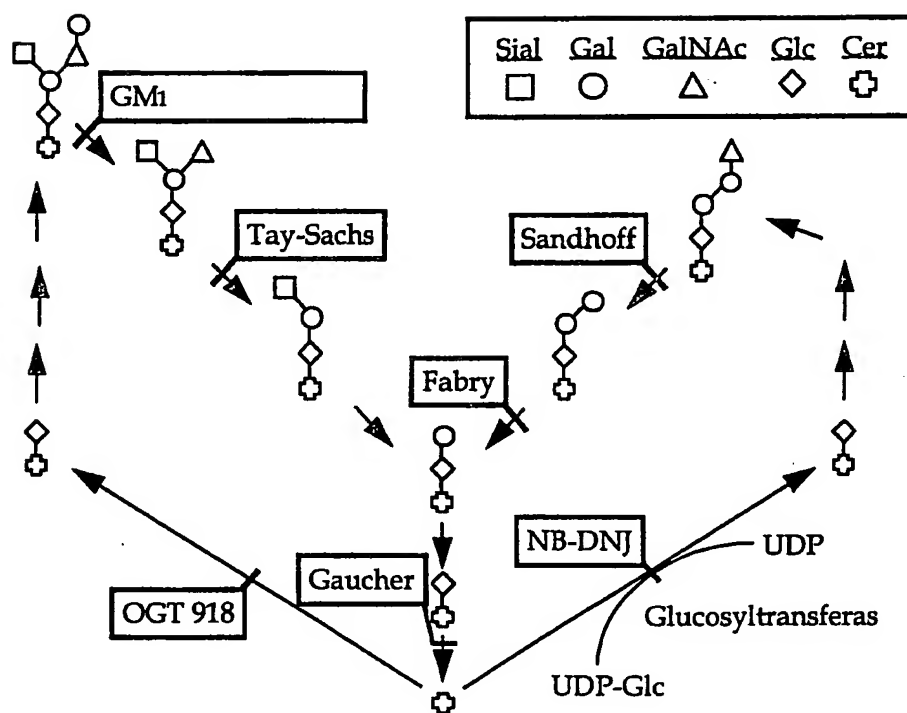 Sial Gal GalNAc Glc Cer
GM1
Tay-Sachs
Sandhoff
Fabry
NB-DNJ
UDP
Gaucher
OGT 918
Glucosyltransferas
UDP-Glc